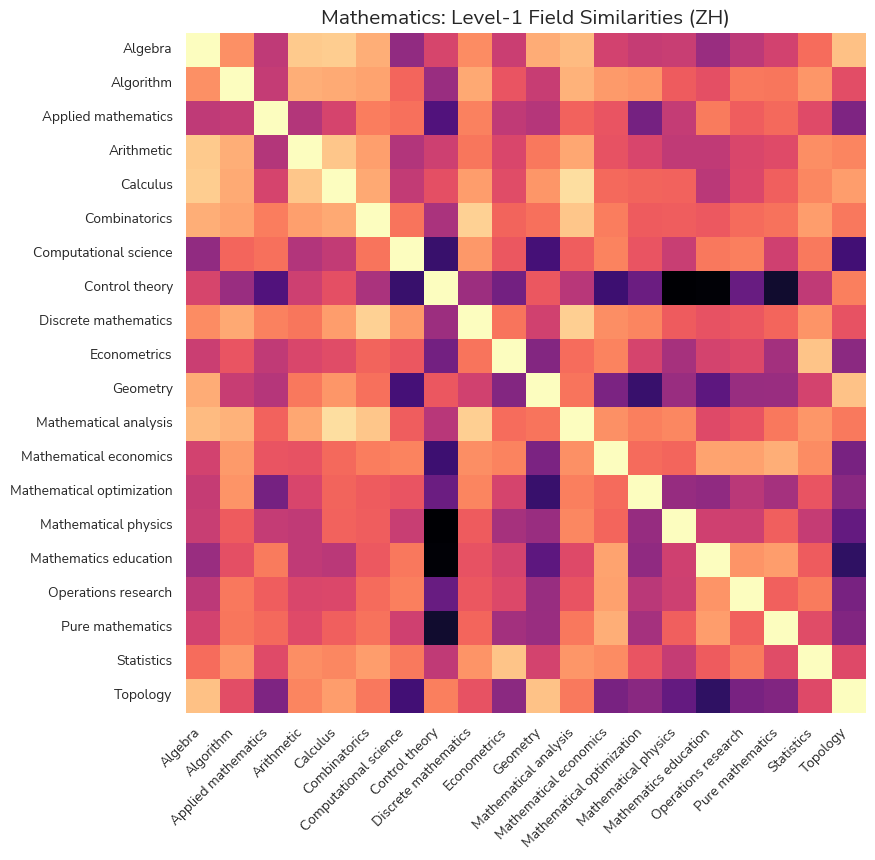 Mathematics: Level-1 Field Similarities (ZH)
Algebra
Algorithm
Applied mathematics
Arithmetic
Calculus
Combinatorics
Computational science
Control theory
Discrete mathematics
Econometrics
Geometry
Mathematical analysis
Mathematical economics
Mathematical optimization
Mathematical physics
Mathematics education
Operations research
Pure mathematics
Statistics
Topology
Algebra
Algorithm
Applied mathematics
Arithmetic
Calculus
Combinatorics
Computational science
Control theory
Discrete mathematics
Econometrics
Geometry
Mathematical analysis
Mathematical economics
Mathematical optimization
Mathematical physics
Mathematics education
Operations research
Pure mathematics
Statistics
Topology